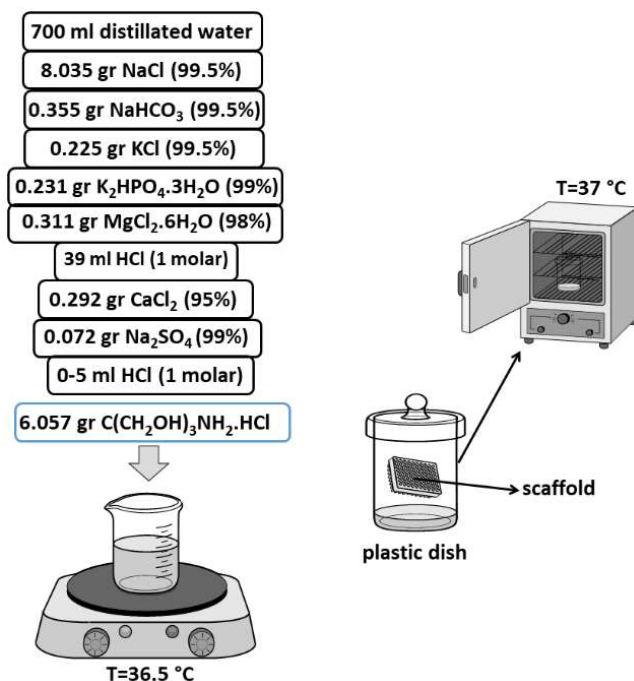 700 ml distillated water
8.035 gr NaCl (99.5%)
0.355 gr NaHCO₃ (99.5%)
0.225 gr KCl (99.5%)
0.231 gr K₂HPO₄.3H₂O (99%)
0.311 gr MgCl₂.6H₂O (98%)
39 ml HCl (1 molar)
0.292 gr CaCl₂ (95%)
0.072 gr Na₂SO₄ (99%)
0-5 ml HCl (1 molar)
6.057 gr C(CH₂OH)₃NH₂.HCl
T=36.5 °C
T=37 °C
scaffold
plastic dish